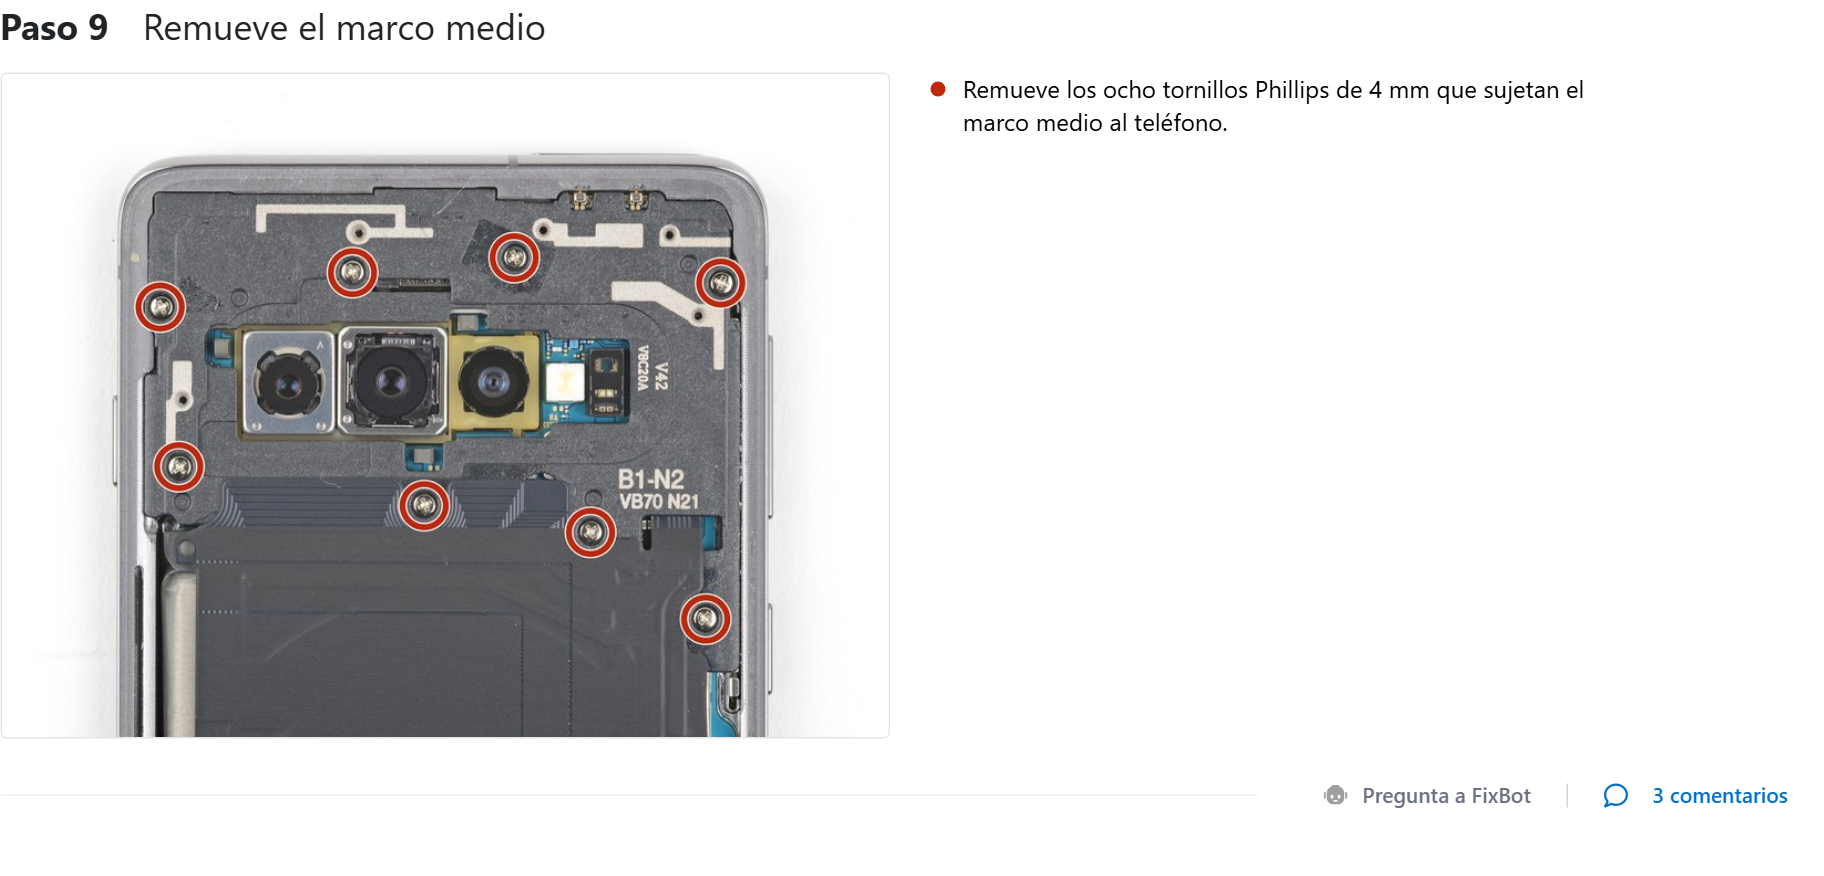 Paso 9 Remueve el marco medio
Remueve los ocho tornillos Phillips de 4 mm que sujetan el
marco medio al teléfono.
A
V42
V8C20A
B1-N2
VB70 N21
Pregunta a FixBot
3 comentarios